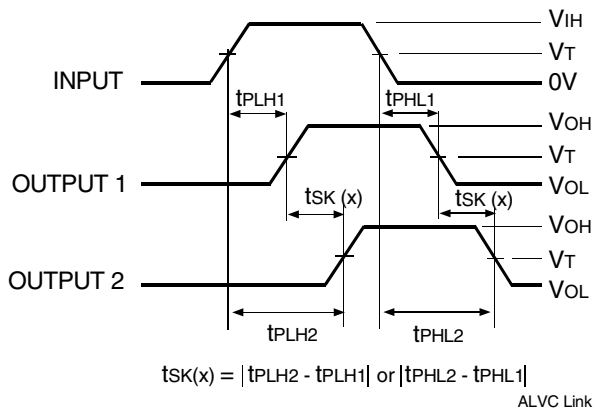 VIH
VT
INPUT
0V
tPLH1
tPHL1
VOH
VT
OUTPUT 1
VOL
tSK (x)
tSK (x)
VOH
VT
OUTPUT 2
VOL
tPLH2
tPHL2
tSK(x) = |tPLH2 - tPLH1| or |tPHL2 - tPHL1|
ALVC Link